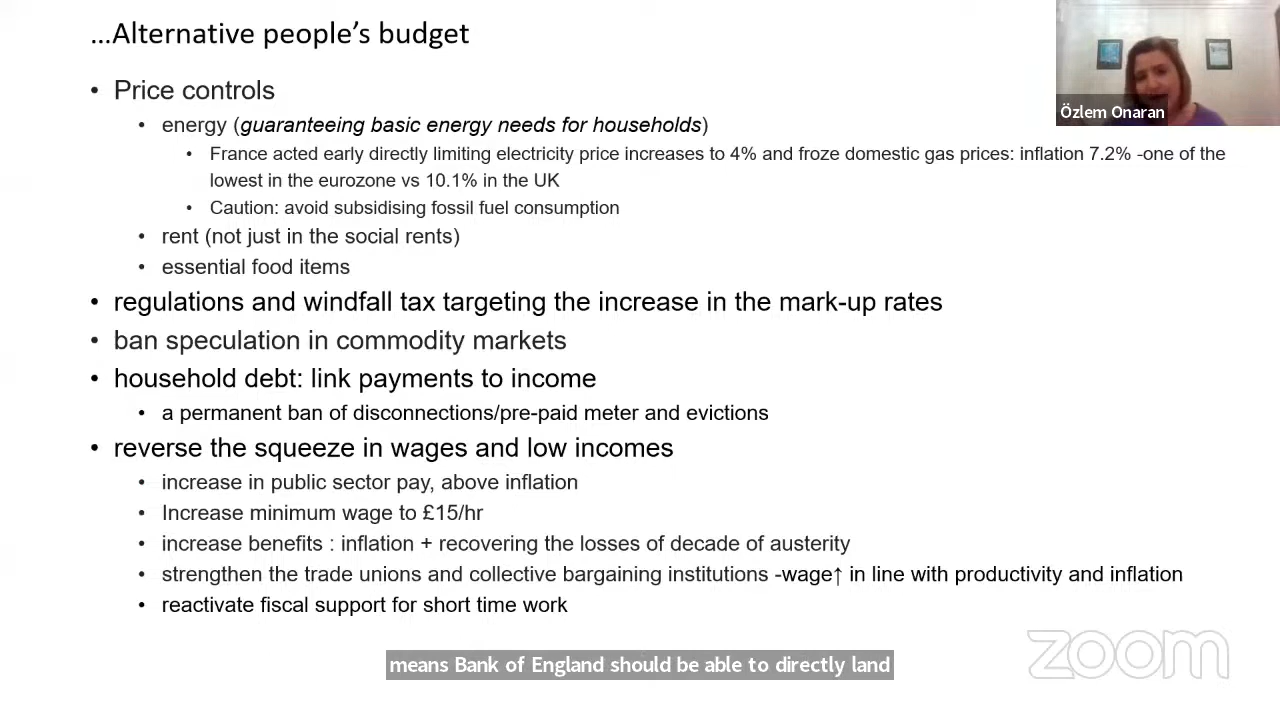 ...Alternative people's budget
Özlem Onaran
• Price controls
• energy (guaranteeing basic energy needs for households)
• France acted early directly limiting electricity price increases to 4% and froze domestic gas prices: inflation 7.2% -one of the
lowest in the eurozone vs 10.1% in the UK
• Caution: avoid subsidising fossil fuel consumption
• rent (not just in the social rents)
• essential food items
• regulations and windfall tax targeting the increase in the mark-up rates
• ban speculation in commodity markets
• household debt: link payments to income
• a permanent ban of disconnections/pre-paid meter and evictions
• reverse the squeeze in wages and low incomes
• increase in public sector pay, above inflation
• Increase minimum wage to £15/hr
• increase benefits : inflation + recovering the losses of decade of austerity
• strengthen the trade unions and collective bargaining institutions -wage↑ in line with productivity and inflation
• reactivate fiscal support for short time work
means Bank of England should be able to directly land
zoom